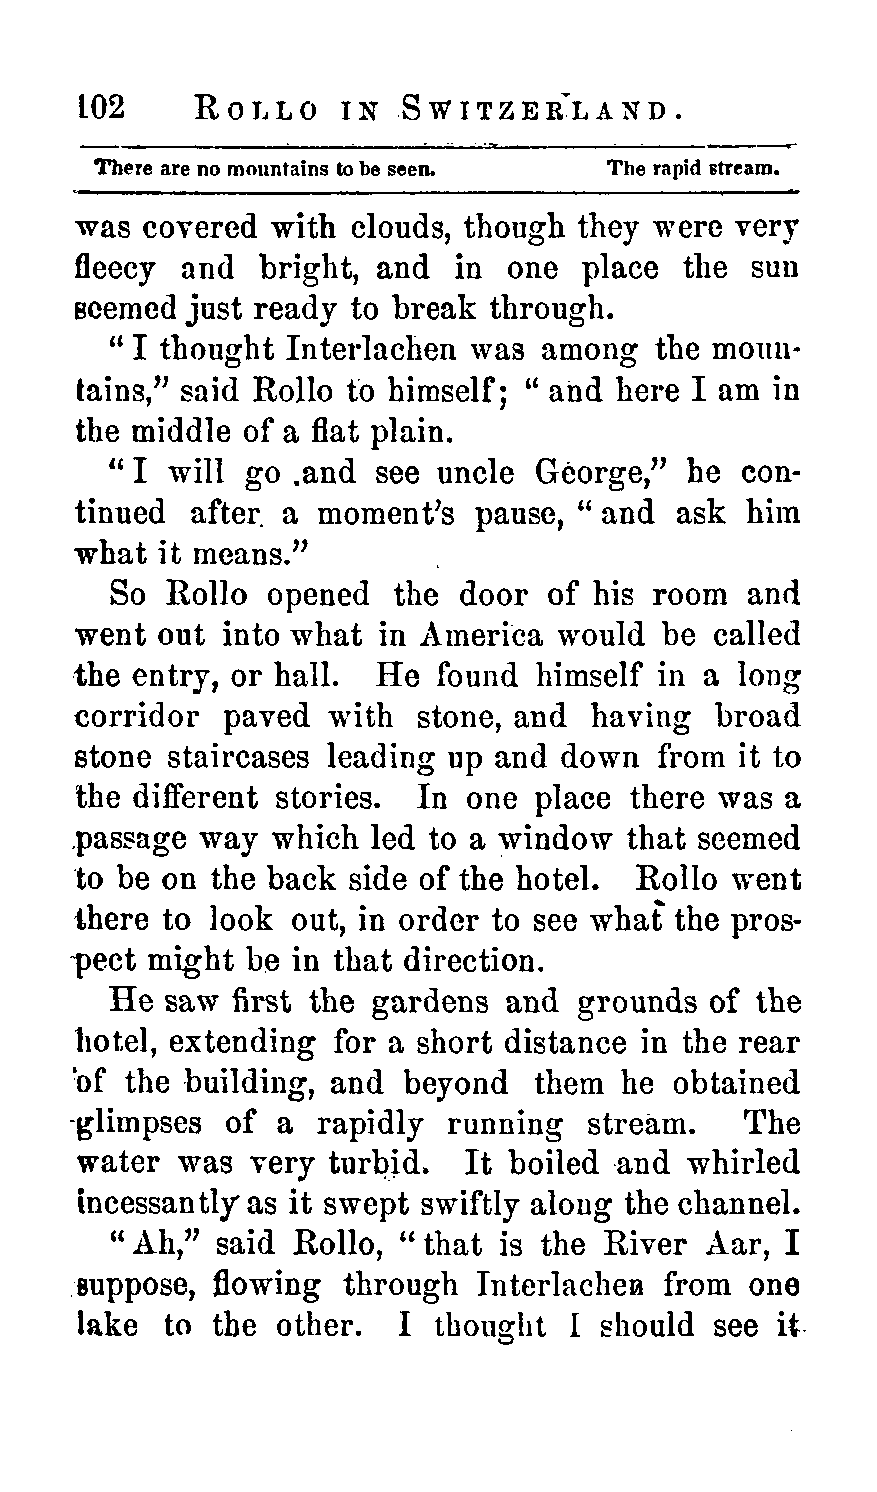 102 ROLLO IN SWITZERLAND.
There are no mountains to be seen. The rapid stream.
was covered with clouds, though they were very
fleecy and bright, and in one place the sun
seemed just ready to break through.
“ I thought Interlachen was among the moun-
tains,” said Rollo to himself; “ and here I am in
the middle of a flat plain.
“ I will go and see uncle George,” he con-
tinued after a moment’s pause, “ and ask him
what it means.”
So Rollo opened the door of his room and
went out into what in America would be called
the entry, or hall. He found himself in a long
corridor paved with stone, and having broad
stone staircases leading up and down from it to
the different stories. In one place there was a
passage way which led to a window that seemed
to be on the back side of the hotel. Rollo went
there to look out, in order to see what the pros-
pect might be in that direction.
He saw first the gardens and grounds of the
hotel, extending for a short distance in the rear
of the building, and beyond them he obtained
glimpses of a rapidly running stream. The
water was very turbid. It boiled and whirled
incessantly as it swept swiftly along the channel.
“ Ah,” said Rollo, “ that is the River Aar, I
suppose, flowing through Interlachen from one
lake to the other. I thought I should see it